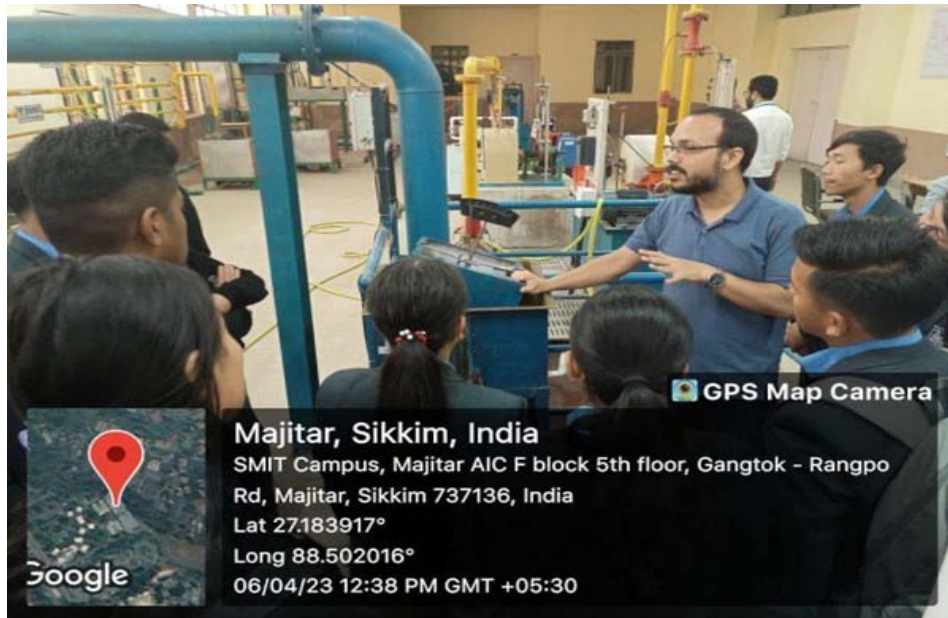 GPS Map Camera
Majitar, Sikkim, India
SMIT Campus, Majitar AIC F block 5th floor, Gangtok - Rangpo
Rd, Majitar, Sikkim 737136, India
Lat 27.183917°
Long 88.502016°
06/04/23 12:38 PM GMT +05:30
Google